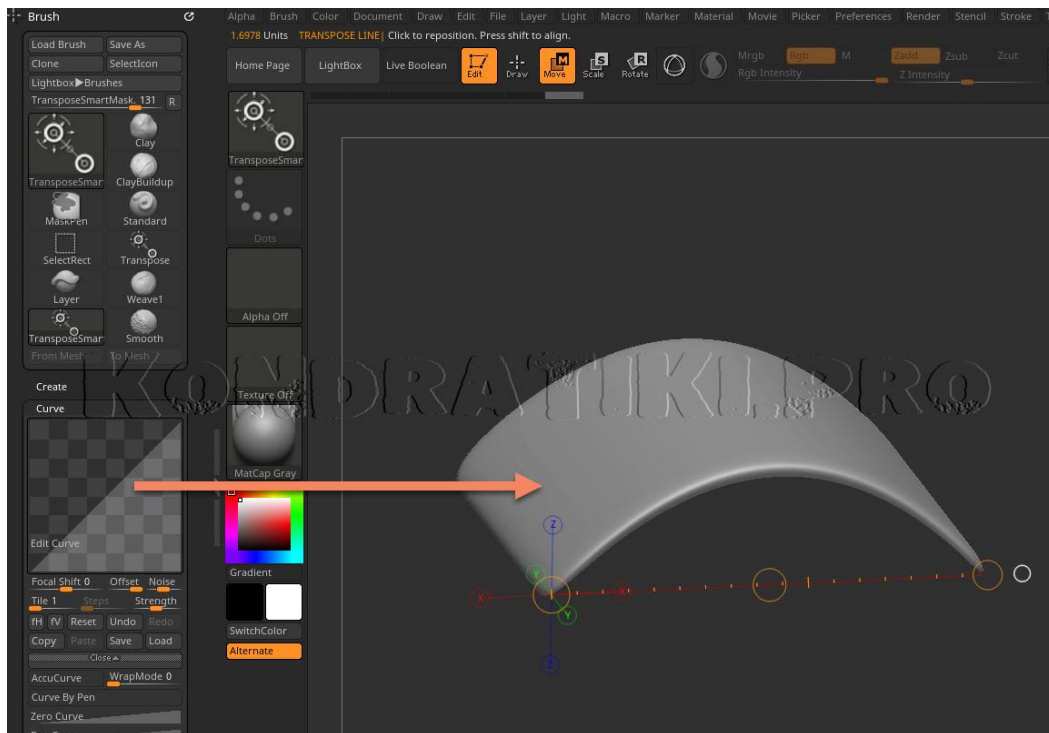 Brush
Alpha Brush Color Document Draw Edit File Layer Light Macro Marker Material Movie Picker Preferences Render Stencil Stroke
1.6978 Units TRANSPOSE LINE| Click to reposition. Press shift to align.
Load Brush Save As
Clone SelectIcon
Lightbox▶Brushes
TransposeSmartMask. 131 R
Home Page LightBox Live Boolean Edit Draw Move Scale Rotate
Mrgb Rgb M Zadd Zsub Zcut
Rgb Intensity Z Intensity
Clay
TransposeSmar ClayBuildup
MaskPen Standard
SelectRect Transpose
Layer Weave1
TransposeSmar Smooth
From Mesh To Mesh
Create
Curve
Edit Curve
Focal Shift 0 Offset Noise
Tile 1 Steps Strength
fH fV Reset Undo Redo
Copy Paste Save Load
Close
AccuCurve WrapMode 0
Curve By Pen
Zero Curve
TransposeSmar
Dots
Alpha Off
Texture Off
MatCap Gray
Gradient
SwitchColor
Alternate
KONDRATIKI.PRO
Z
Y
X X
Y
Z